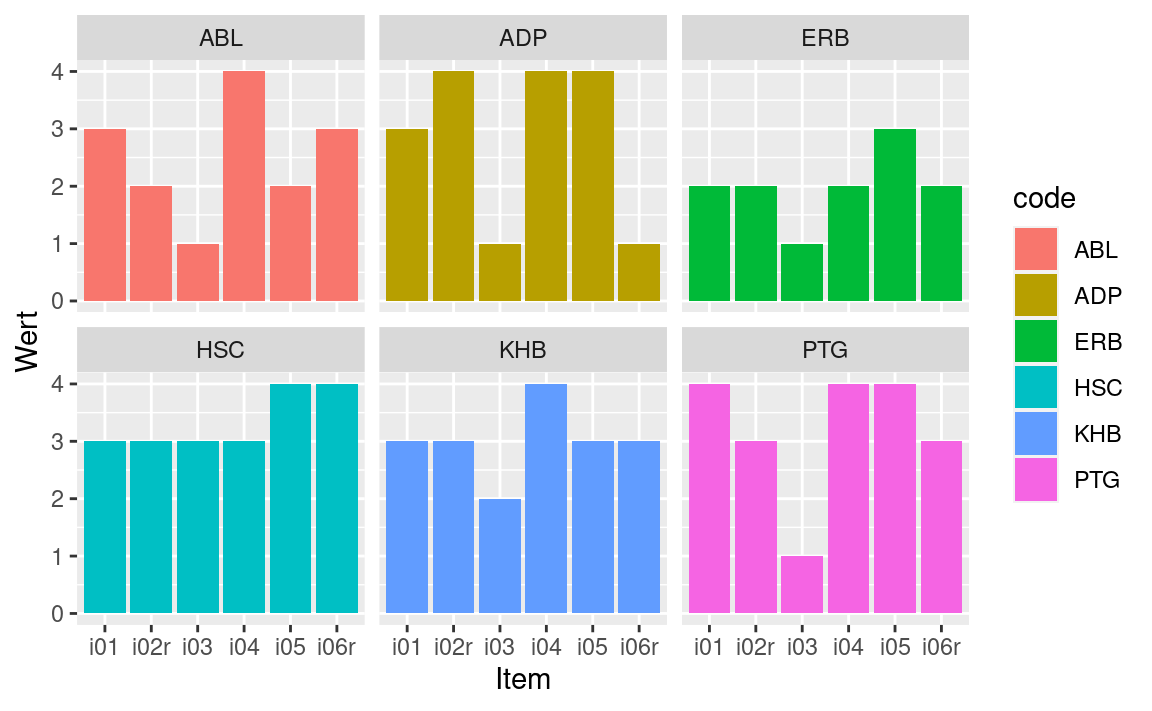 ABL ADP ERB
4
3
2
1
0
HSC KHB PTG
4
3
2
1
0
i01 i02r i03 i04 i05 i06r i01 i02r i03 i04 i05 i06r i01 i02r i03 i04 i05 i06r
Item
Wert
code
ABL
ADP
ERB
HSC
KHB
PTG